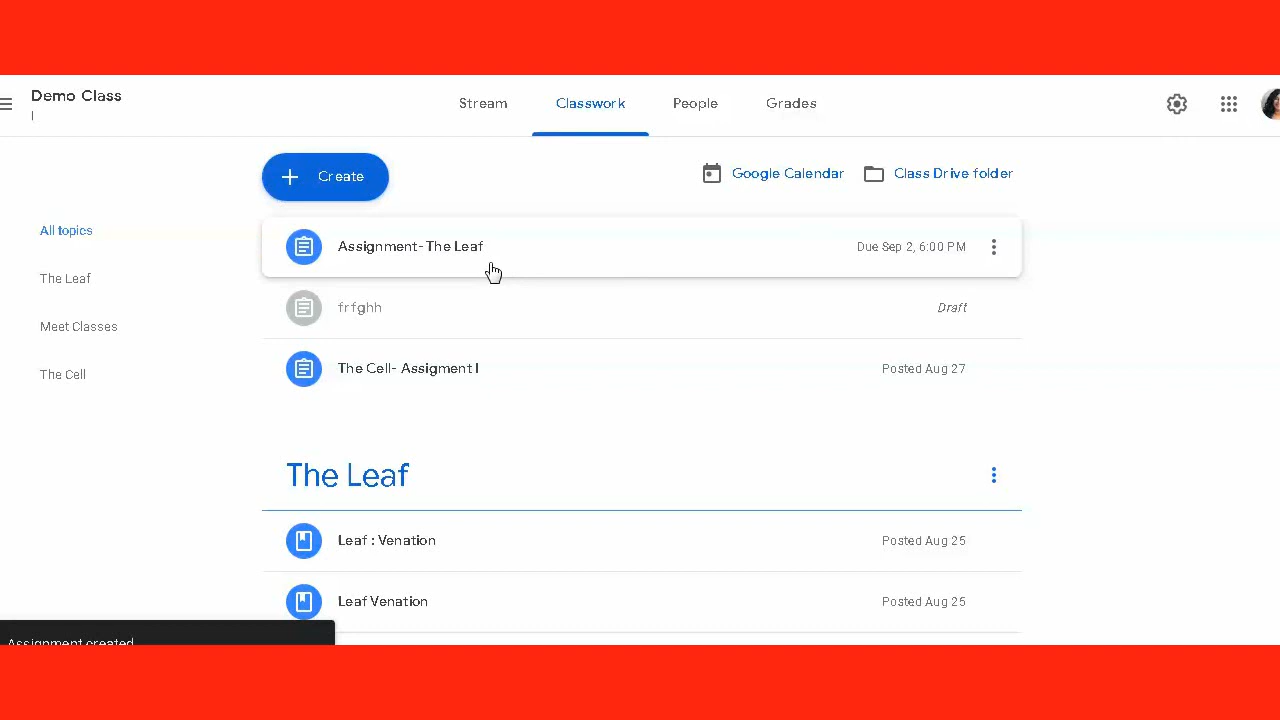 Demo Class
I
Stream Classwork People Grades
Create
Google Calendar Class Drive folder
All topics
The Leaf
Meet Classes
The Cell
Assignment- The Leaf Due Sep 2, 6:00 PM
frfghh Draft
The Cell- Assigment I Posted Aug 27
The Leaf
Leaf : Venation Posted Aug 25
Leaf Venation Posted Aug 25
Assignment created